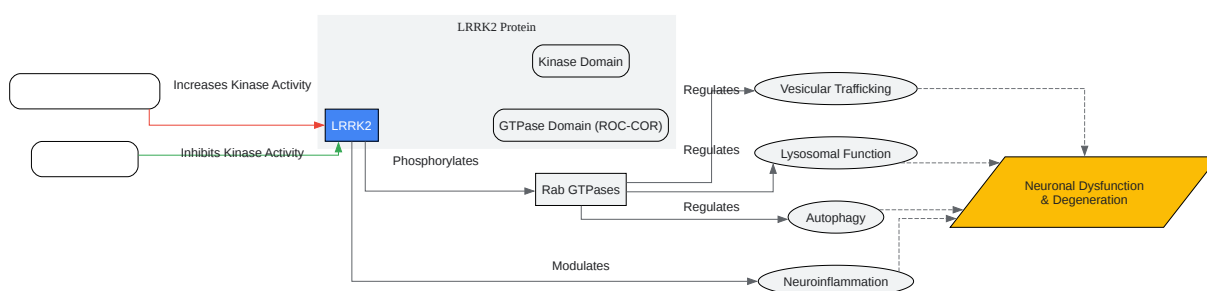 LRRK2 Protein
Kinase Domain
Increases Kinase Activity
Regulates
Vesicular Trafficking
LRRK2
GTPase Domain (ROC-COR)
Inhibits Kinase Activity
Phosphorylates
Regulates
Lysosomal Function
Rab GTPases
Neuronal Dysfunction
& Degeneration
Regulates
Autophagy
Modulates
Neuroinflammation